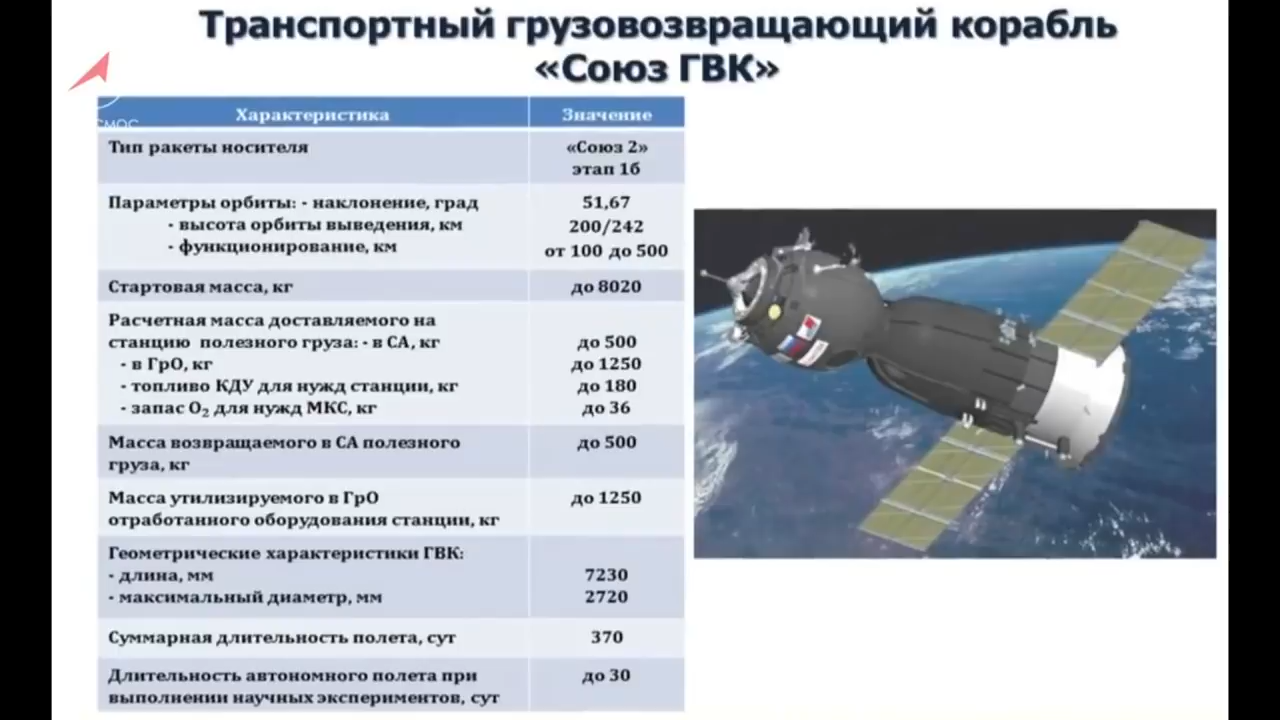 Транспортный грузовозвращающий корабль
«Союз ГВК»
СМОС
Характеристика Значение
Тип ракеты носителя «Союз 2»
этап 1б
Параметры орбиты: - наклонение, град 51,67
- высота орбиты выведения, км 200/242
- функционирование, км от 100 до 500
Стартовая масса, кг до 8020
Расчетная масса доставляемого на
станцию полезного груза: - в СА, кг до 500
- в ГрО, кг до 1250
- топливо КДУ для нужд станции, кг до 180
- запас О₂ для нужд МКС, кг до 36
Масса возвращаемого в СА полезного до 500
груза, кг
Масса утилизируемого в ГрО до 1250
отработанного оборудования станции, кг
Геометрические характеристики ГВК:
- длина, мм 7230
- максимальный диаметр, мм 2720
Суммарная длительность полета, сут 370
Длительность автономного полета при до 30
выполнении научных экспериментов, сут